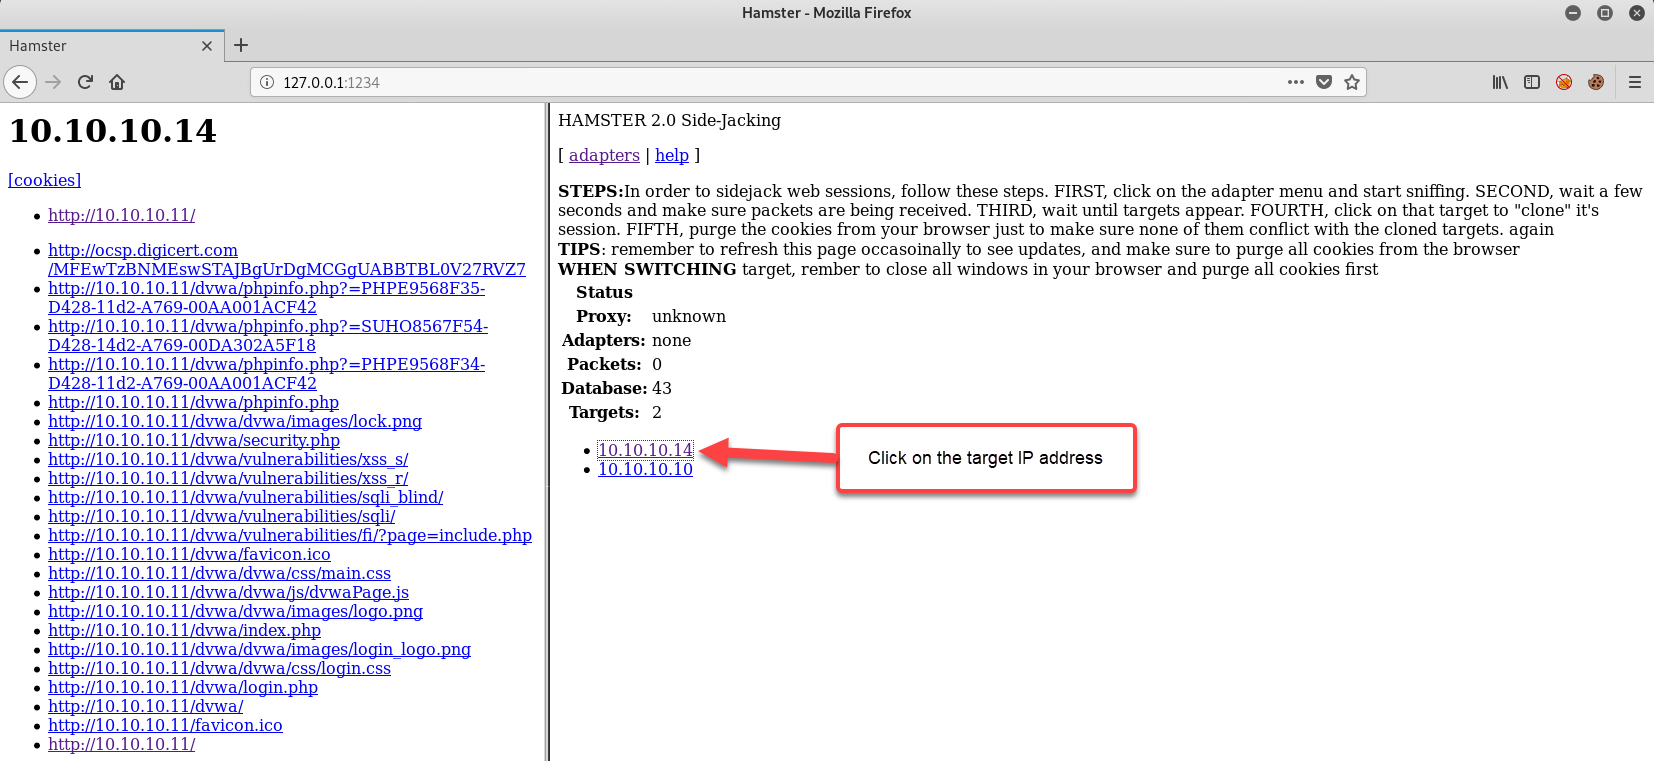 Hamster - Mozilla Firefox
Hamster
127.0.0.1:1234
10.10.10.14
[cookies]
http://10.10.10.11/
http://ocsp.digicert.com
/MFEwTzBNMEswSTAJBgUrDgMCGgUABBTBL0V27RVZ7
http://10.10.10.11/dvwa/phpinfo.php?=PHPE9568F35-
D428-11d2-A769-00AA001ACF42
http://10.10.10.11/dvwa/phpinfo.php?=SUHO8567F54-
D428-14d2-A769-00DA302A5F18
http://10.10.10.11/dvwa/phpinfo.php?=PHPE9568F34-
D428-11d2-A769-00AA001ACF42
http://10.10.10.11/dvwa/phpinfo.php
http://10.10.10.11/dvwa/dvwa/images/lock.png
http://10.10.10.11/dvwa/security.php
http://10.10.10.11/dvwa/vulnerabilities/xss_s/
http://10.10.10.11/dvwa/vulnerabilities/xss_r/
http://10.10.10.11/dvwa/vulnerabilities/sqli_blind/
http://10.10.10.11/dvwa/vulnerabilities/sqli/
http://10.10.10.11/dvwa/vulnerabilities/fi/?page=include.php
http://10.10.10.11/dvwa/favicon.ico
http://10.10.10.11/dvwa/dvwa/css/main.css
http://10.10.10.11/dvwa/dvwa/js/dvwaPage.js
http://10.10.10.11/dvwa/dvwa/images/logo.png
http://10.10.10.11/dvwa/index.php
http://10.10.10.11/dvwa/dvwa/images/login_logo.png
http://10.10.10.11/dvwa/dvwa/css/login.css
http://10.10.10.11/dvwa/login.php
http://10.10.10.11/dvwa/
http://10.10.10.11/favicon.ico
http://10.10.10.11/
HAMSTER 2.0 Side-Jacking
[ adapters | help ]
STEPS:In order to sidejack web sessions, follow these steps. FIRST, click on the adapter menu and start sniffing. SECOND, wait a few
seconds and make sure packets are being received. THIRD, wait until targets appear. FOURTH, click on that target to "clone" it's
session. FIFTH, purge the cookies from your browser just to make sure none of them conflict with the cloned targets. again
TIPS: remember to refresh this page occasoinally to see updates, and make sure to purge all cookies from the browser
WHEN SWITCHING target, rember to close all windows in your browser and purge all cookies first
Status
Proxy: unknown
Adapters: none
Packets: 0
Database: 43
Targets: 2
10.10.10.14
10.10.10.10
Click on the target IP address